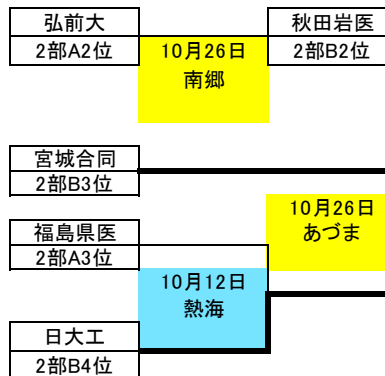 弘前大
秋田岩医
2部A2位
10月26日
2部B2位
南郷
宮城合同
2部B3位
10月26日
あづま
福島県医
2部A3位
10月12日
熱海
日大工
2部B4位